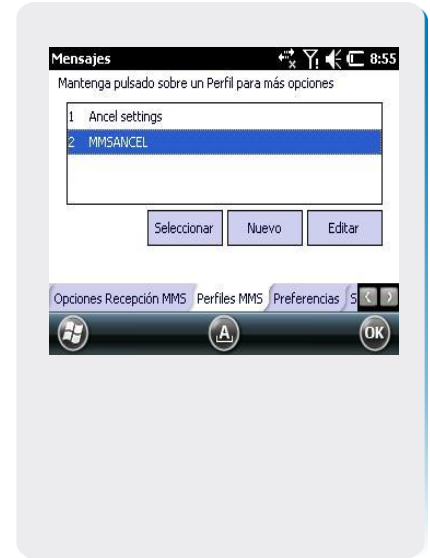 Mensajes 8:55
Mantenga pulsado sobre un Perfil para más opciones
1 Ancel settings
2 MMSANCEL
Seleccionar Nuevo Editar
Opciones Recepción MMS Perfiles MMS Preferencias S
A OK